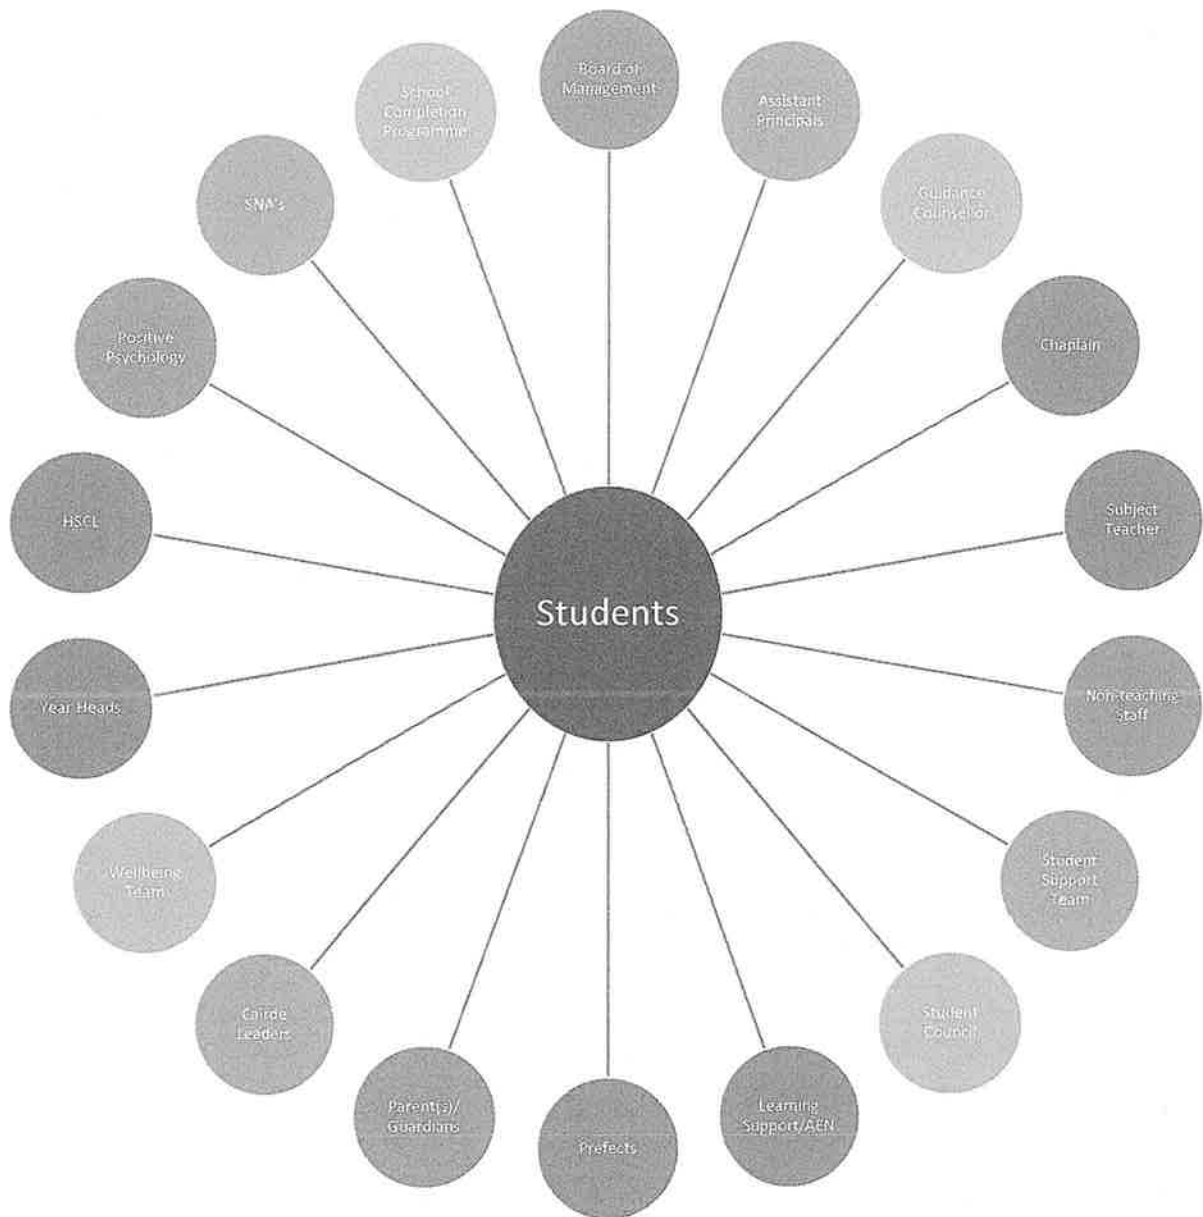 Board of
Management
Assistant
Principals
Guidance
Counsellor
Chaplain
Subject
Teacher
Non-teaching
Staff
Student
Support
Team
Student
Council
Learning
Support/AEN
Prefects
Parent(s)/
Guardians
Cairde
Leaders
Wellbeing
Team
Year Heads
HSCL
Positive
Psychology
SNA's
School
Completion
Programme
Students